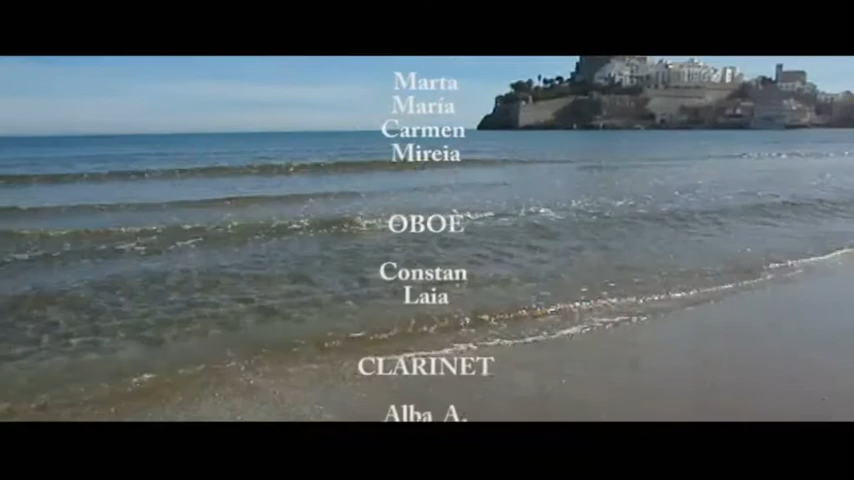 Marta
María
Carmen
Mireia
OBOÈ
Constan
Laia
CLARINET
Alba A.